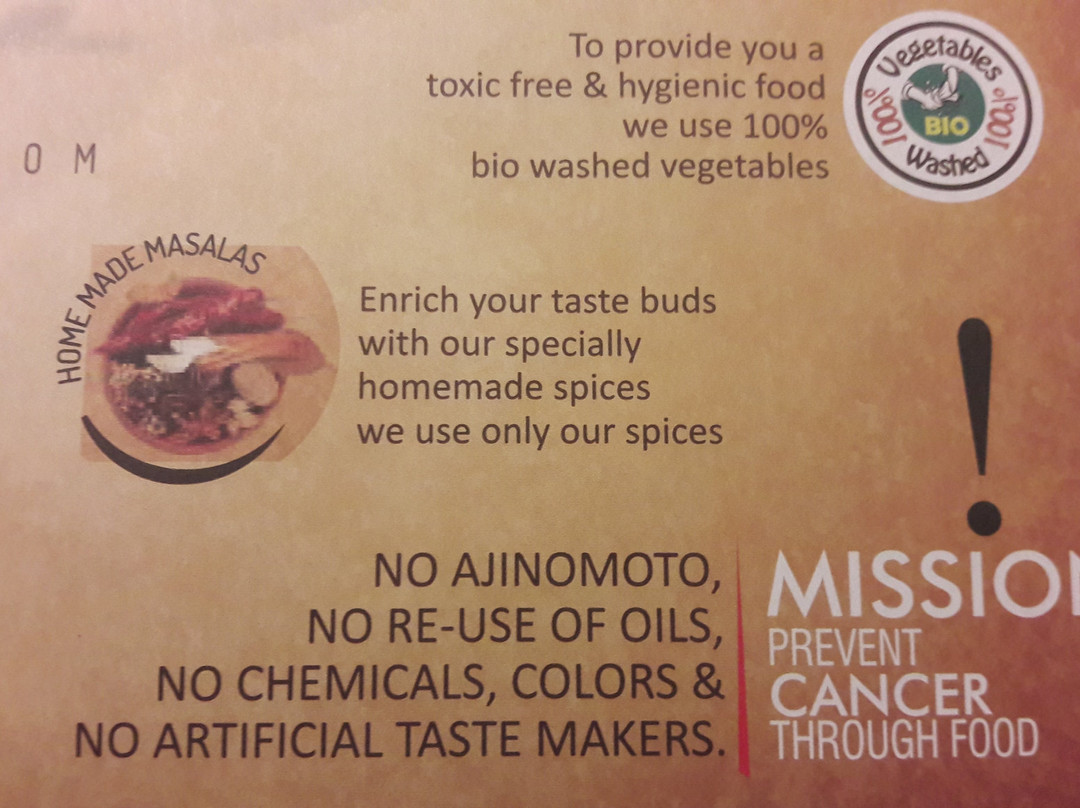 To provide you a
toxic free & hygienic food
we use 100%
bio washed vegetables
Vegetables
100% BIO 100%
Washed
O M
HOME MADE MASALAS
Enrich your taste buds
with our specially
homemade spices
we use only our spices
!
NO AJINOMOTO,
NO RE-USE OF OILS,
NO CHEMICALS, COLORS &
NO ARTIFICIAL TASTE MAKERS.
MISSION
PREVENT
CANCER
THROUGH FOOD